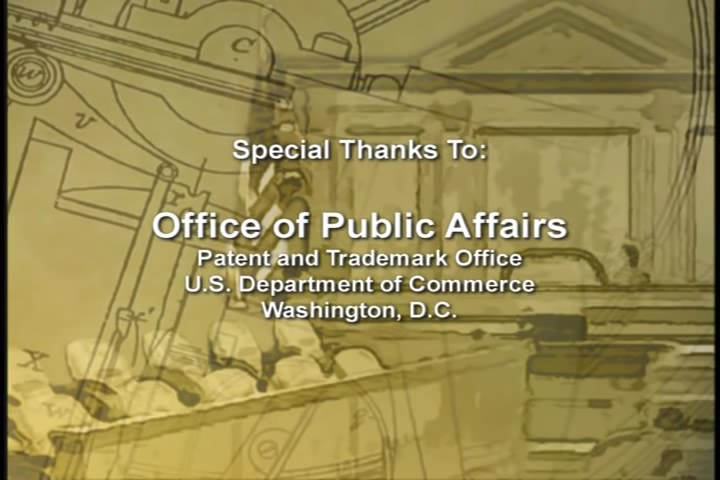 Special Thanks To:
Office of Public Affairs
Patent and Trademark Office
U.S. Department of Commerce
Washington, D.C.
C
w
v
X